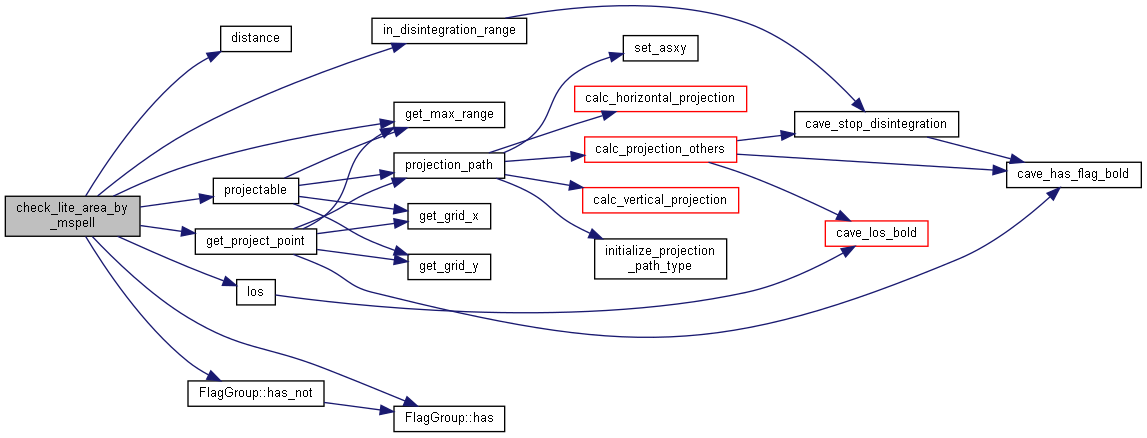 check_lite_area_by
_mspell
distance
in_disintegration_range
get_max_range
projectable
get_project_point
los
FlagGroup::has_not
FlagGroup::has
projection_path
get_grid_x
get_grid_y
set_asxy
calc_horizontal_projection
calc_projection_others
calc_vertical_projection
initialize_projection
_path_type
cave_stop_disintegration
cave_los_bold
cave_has_flag_bold